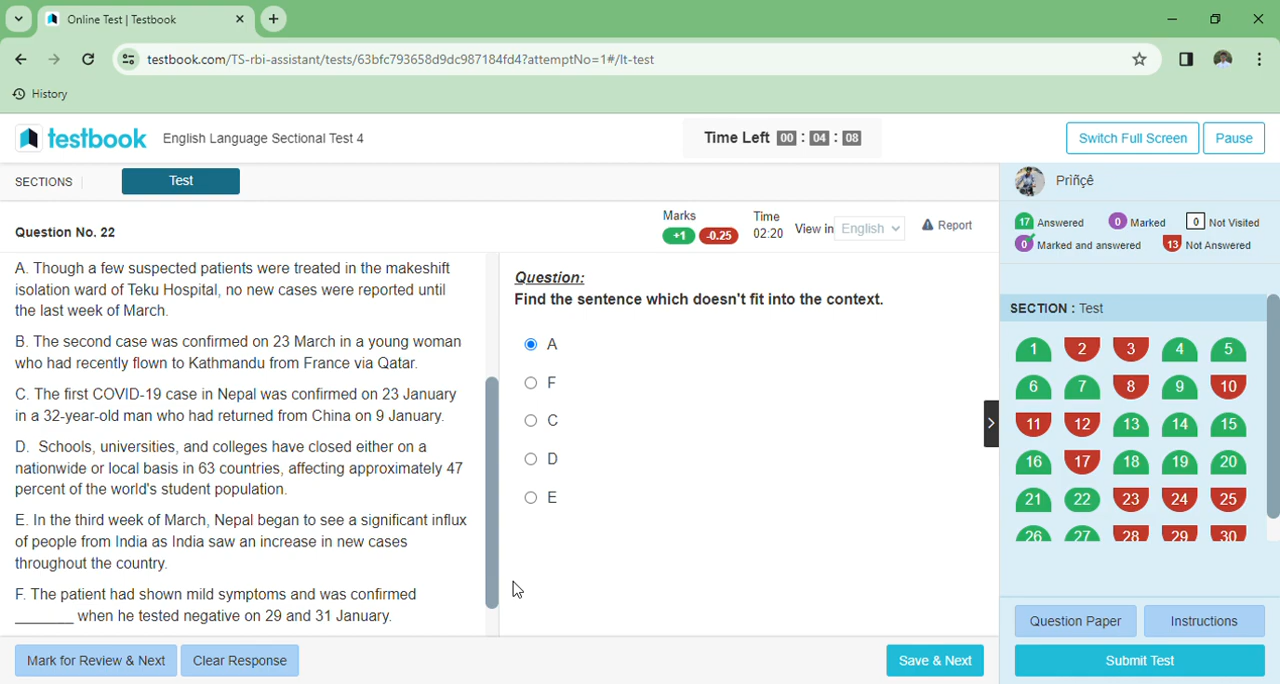 Online Test | Testbook
testbook.com/TS-rbi-assistant/tests/63bfc793658d9dc987184fd4?attemptNo=1#/lt-test
History
testbook English Language Sectional Test 4 Time Left 00 : 04 : 08 Switch Full Screen Pause
SECTIONS Test
Priñçê
Question No. 22
Marks +1 -0.25
Time 02:20
View in English
Report
17 Answered 0 Marked 0 Not Visited
0 Marked and answered 13 Not Answered
A. Though a few suspected patients were treated in the makeshift
isolation ward of Teku Hospital, no new cases were reported until
the last week of March.
B. The second case was confirmed on 23 March in a young woman
who had recently flown to Kathmandu from France via Qatar.
C. The first COVID-19 case in Nepal was confirmed on 23 January
in a 32-year-old man who had returned from China on 9 January.
D. Schools, universities, and colleges have closed either on a
nationwide or local basis in 63 countries, affecting approximately 47
percent of the world's student population.
E. In the third week of March, Nepal began to see a significant influx
of people from India as India saw an increase in new cases
throughout the country.
F. The patient had shown mild symptoms and was confirmed
_______ when he tested negative on 29 and 31 January.
Question:
Find the sentence which doesn't fit into the context.
A
F
C
D
E
SECTION : Test
1 2 3 4 5
6 7 8 9 10
11 12 13 14 15
16 17 18 19 20
21 22 23 24 25
26 27 28 29 30
Question Paper Instructions
Mark for Review & Next Clear Response Save & Next Submit Test